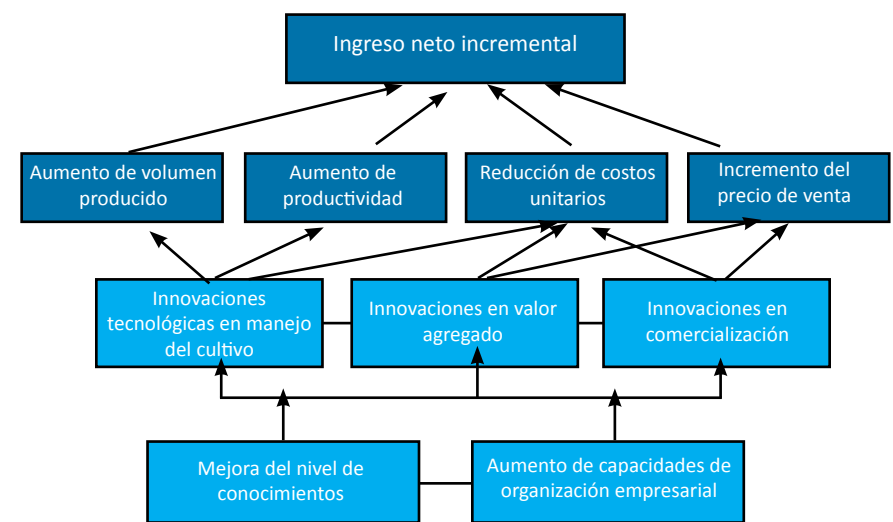 Ingreso neto incremental
Aumento de volumen
producido
Aumento de
productividad
Reducción de costos
unitarios
Incremento del
precio de venta
Innovaciones
tecnológicas en manejo
del cultivo
Innovaciones en valor
agregado
Innovaciones en
comercialización
Mejora del nivel de
conocimientos
Aumento de capacidades de
organización empresarial